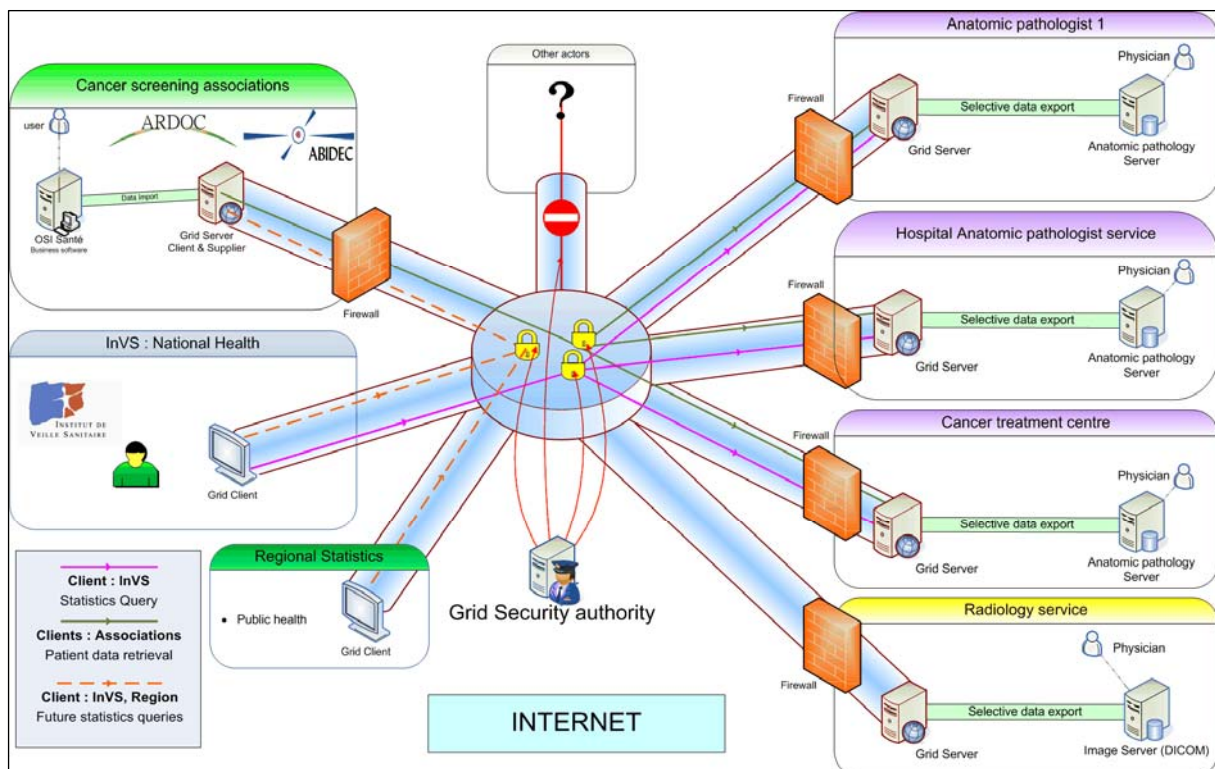 Cancer screening associations
user
ARDOC
ABIDEC
Data Import
OSI Santé
Business software
Grid Server
Client & Supplier
Firewall
Other actors
?
Anatomic pathologist 1
Physician
Firewall
Selective data export
Grid Server
Anatomic pathology
Server
Hospital Anatomic pathologist service
Physician
Firewall
Selective data export
Grid Server
Anatomic pathology
Server
InVS : National Health
INSTITUT DE
VEILLE SANITAIRE
Grid Client
Cancer treatment centre
Physician
Firewall
Selective data export
Grid Server
Anatomic pathology
Server
Regional Statistics
• Public health
Grid Client
Grid Security authority
Client : InVS
Statistics Query
Clients : Associations
Patient data retrieval
Client : InVS, Region
Future statistics queries
Radiology service
Physician
Firewall
Selective data export
Grid Server
Image Server (DICOM)
INTERNET